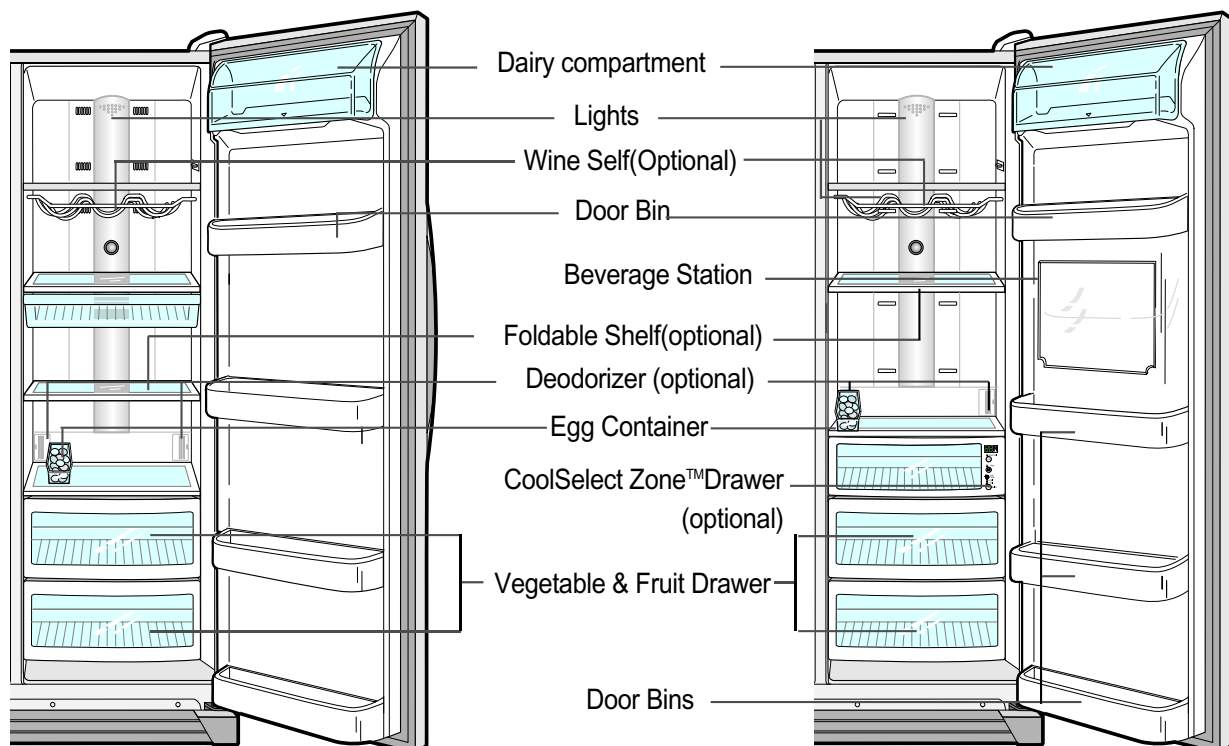 Dairy compartment
Lights
Wine Self(Optional)
Door Bin
Beverage Station
Foldable Shelf(optional)
Deodorizer (optional)
Egg Container
CoolSelect Zone™Drawer
(optional)
Vegetable & Fruit Drawer
Door Bins